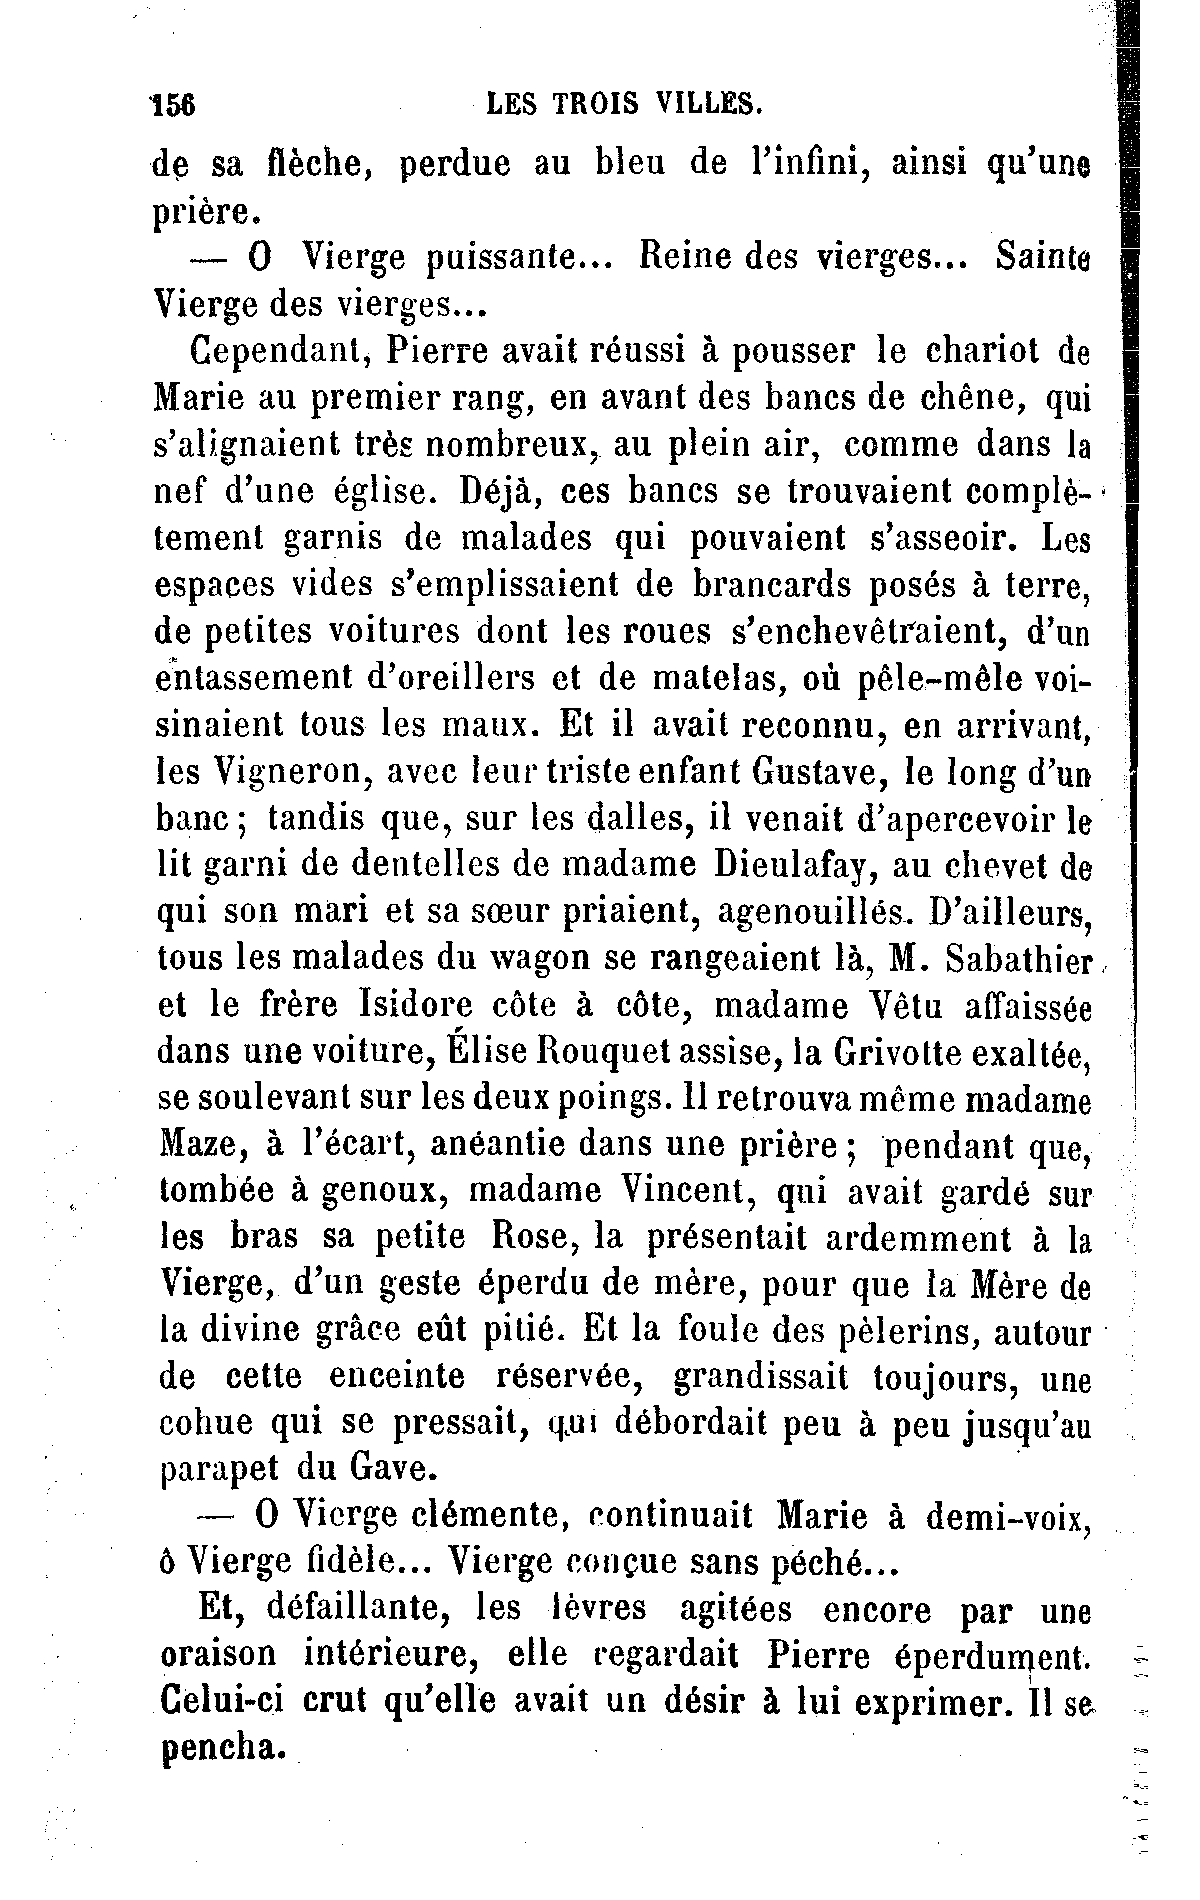 156 LES TROIS VILLES.
de sa flèche, perdue au bleu de l'infini, ainsi qu'une
prière.
— O Vierge puissante... Reine des vierges... Sainte
Vierge des vierges...
Cependant, Pierre avait réussi à pousser le chariot de
Marie au premier rang, en avant des bancs de chêne, qui
s'alignaient très nombreux, au plein air, comme dans la
nef d'une église. Déjà, ces bancs se trouvaient complè-
tement garnis de malades qui pouvaient s'asseoir. Les
espaces vides s'emplissaient de brancards posés à terre,
de petites voitures dont les roues s'enchevêtraient, d'un
entassement d'oreillers et de matelas, où pêle-mêle voi-
sinaient tous les maux. Et il avait reconnu, en arrivant,
les Vigneron, avec leur triste enfant Gustave, le long d'un
banc ; tandis que, sur les dalles, il venait d'apercevoir le
lit garni de dentelles de madame Dieulafay, au chevet de
qui son mari et sa sœur priaient, agenouillés. D'ailleurs,
tous les malades du wagon se rangeaient là, M. Sabathier
et le frère Isidore côte à côte, madame Vêtu affaissée
dans une voiture, Élise Rouquet assise, la Grivotte exaltée,
se soulevant sur les deux poings. Il retrouva même madame
Maze, à l'écart, anéantie dans une prière ; pendant que,
tombée à genoux, madame Vincent, qui avait gardé sur
les bras sa petite Rose, la présentait ardemment à la
Vierge, d'un geste éperdu de mère, pour que la Mère de
la divine grâce eût pitié. Et la foule des pèlerins, autour
de cette enceinte réservée, grandissait toujours, une
cohue qui se pressait, qui débordait peu à peu jusqu'au
parapet du Gave.
— O Vierge clémente, continuait Marie à demi-voix,
ô Vierge fidèle... Vierge conçue sans péché...
Et, défaillante, les lèvres agitées encore par une
oraison intérieure, elle regardait Pierre éperdument.
Celui-ci crut qu'elle avait un désir à lui exprimer. Il se
pencha.